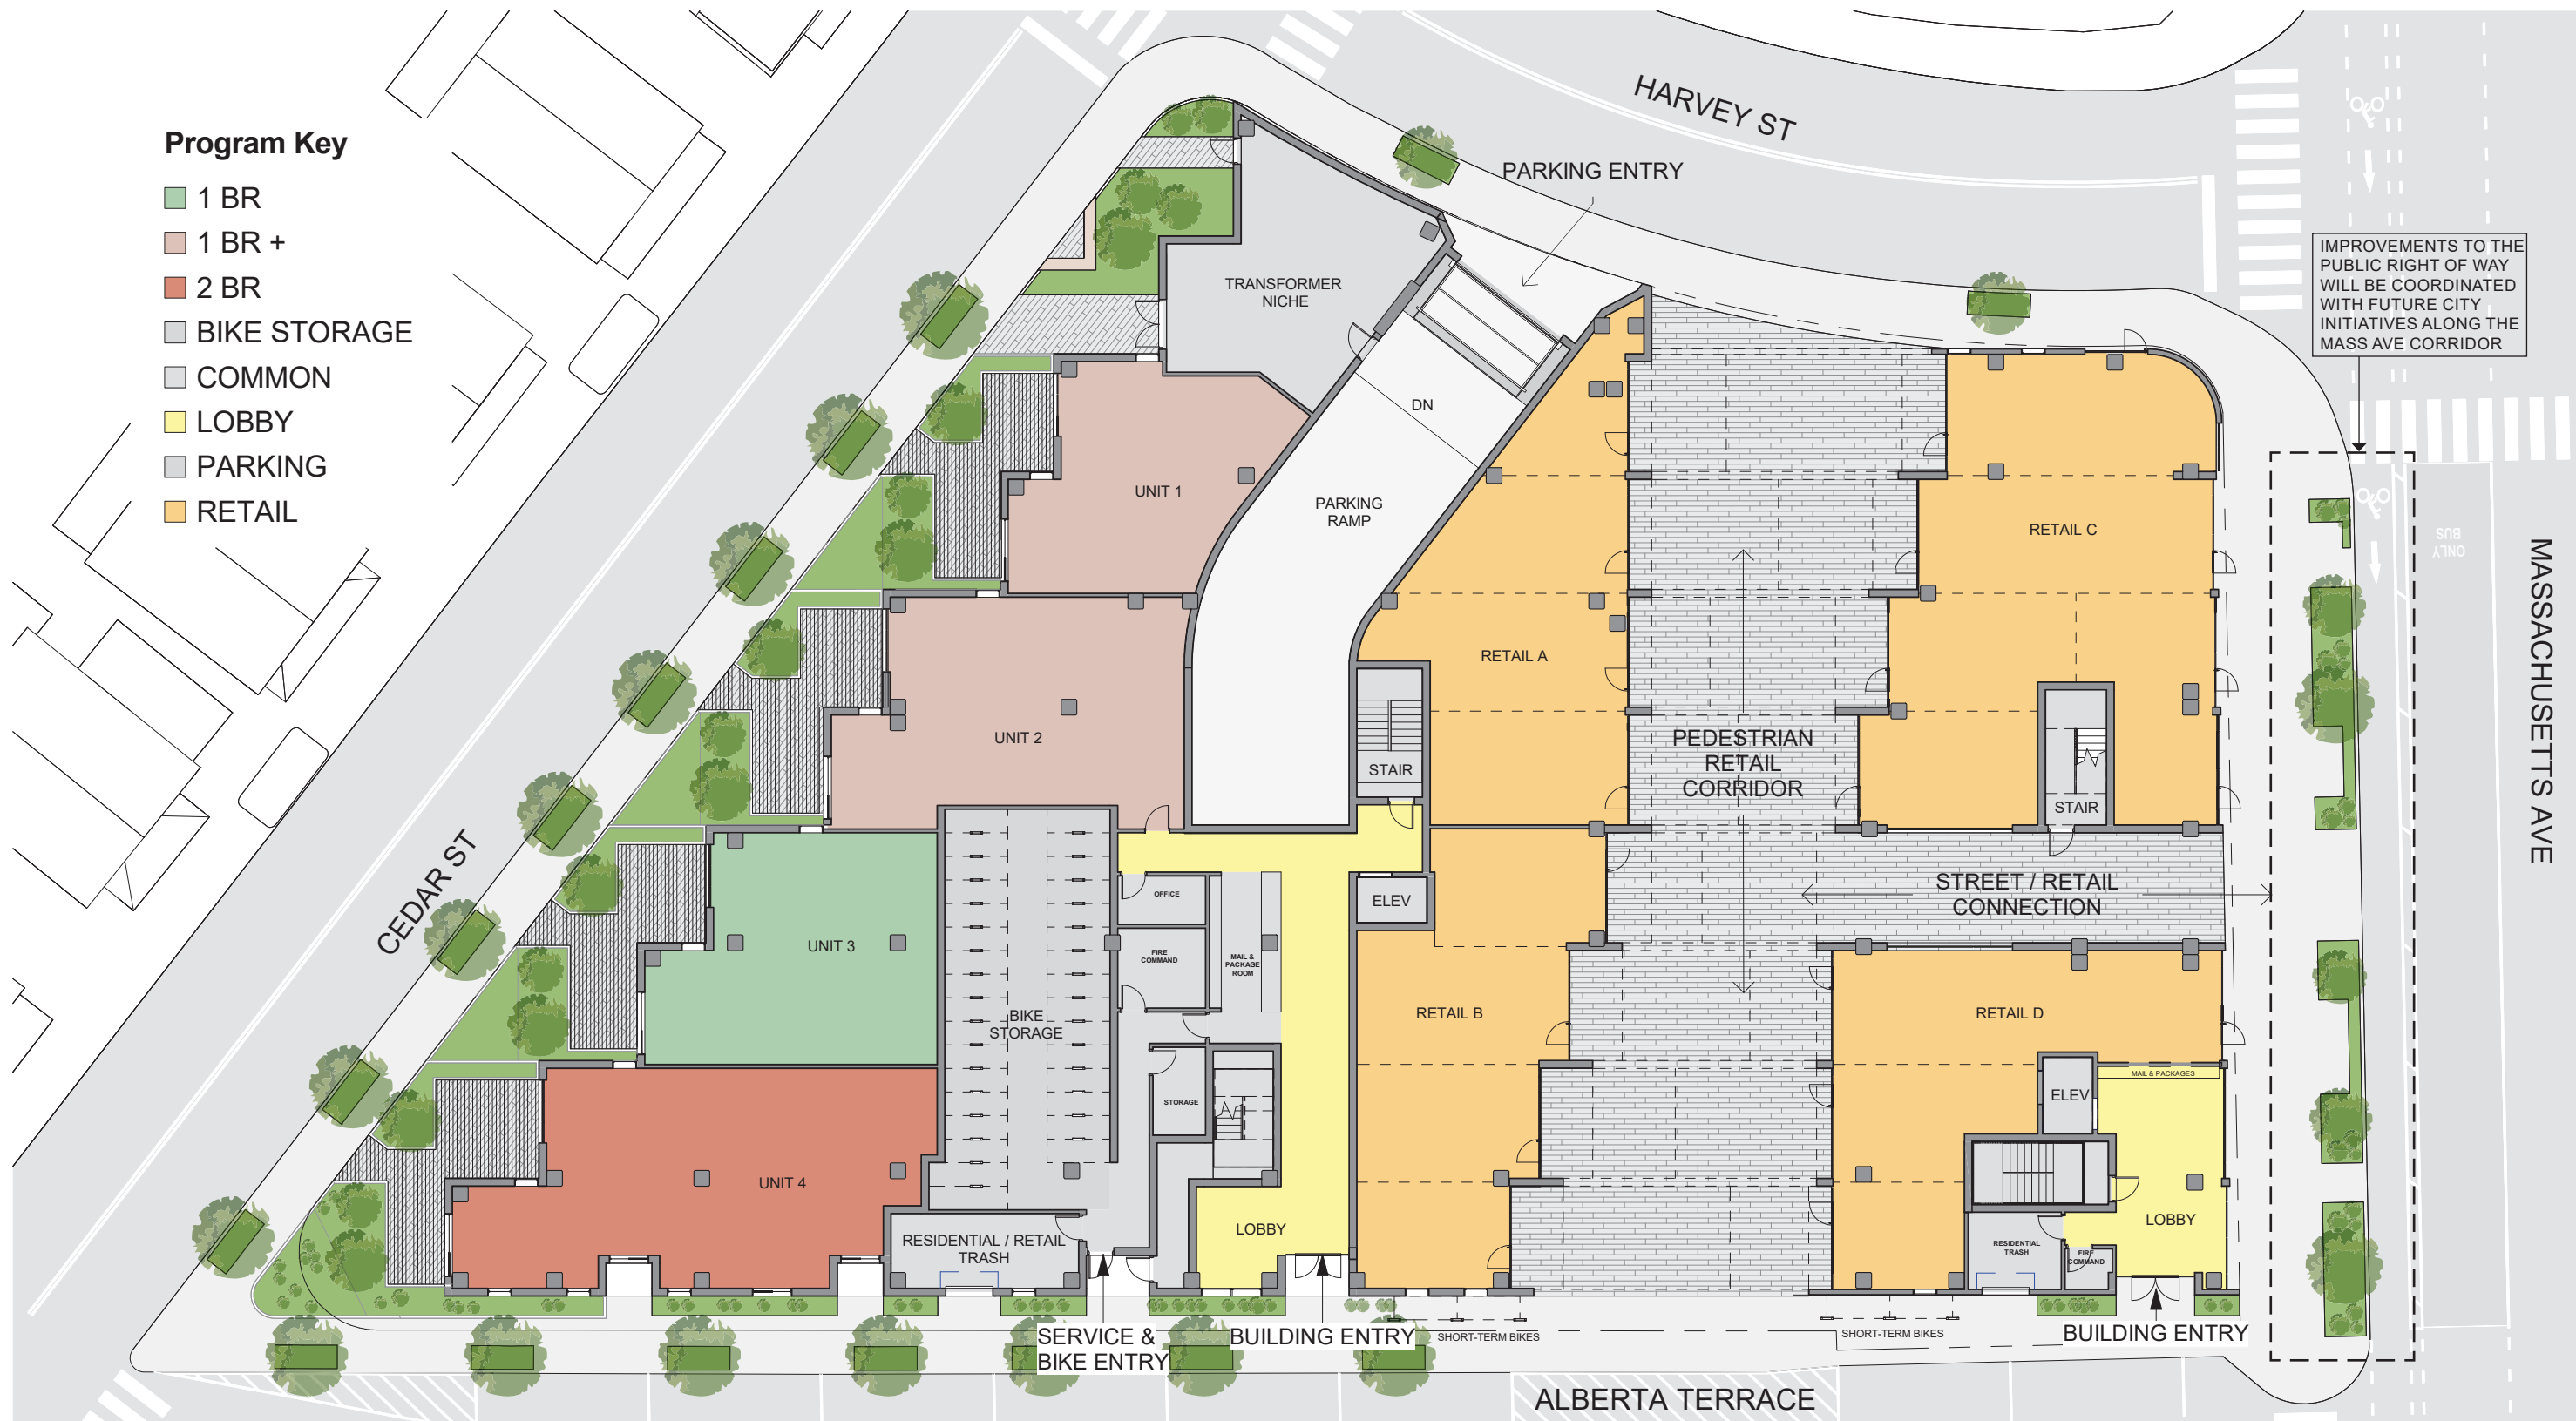 HARVEY ST
Program Key
1 BR
1 BR +
2 BR
BIKE STORAGE
COMMON
LOBBY
PARKING
RETAIL
PARKING ENTRY
IMPROVEMENTS TO THE
PUBLIC RIGHT OF WAY
WILL BE COORDINATED
WITH FUTURE CITY
INITIATIVES ALONG THE
MASS AVE CORRIDOR
TRANSFORMER
NICHE
DN
UNIT 1
PARKING
RAMP
RETAIL C
ONLY
BUS
MASSACHUSETTS AVE
RETAIL A
UNIT 2
PEDESTRIAN
RETAIL
CORRIDOR
STAIR
STAIR
CEDAR ST
OFFICE
ELEV
STREET / RETAIL
CONNECTION
UNIT 3
FIRE
COMMAND
MAIL &
PACKAGE
ROOM
BIKE
STORAGE
RETAIL B
RETAIL D
MAIL & PACKAGES
STORAGE
ELEV
UNIT 4
LOBBY
LOBBY
RESIDENTIAL / RETAIL
TRASH
RESIDENTIAL
TRASH
FIRE
COMMAND
SERVICE &
BIKE ENTRY
BUILDING ENTRY
SHORT-TERM BIKES
SHORT-TERM BIKES
BUILDING ENTRY
ALBERTA TERRACE